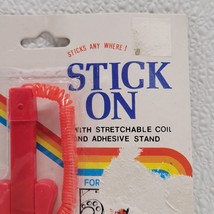 STICKS ANY WHERE!
STICK
ON
WITH STRETCHABLE COIL
AND ADHESIVE STAND
FOR